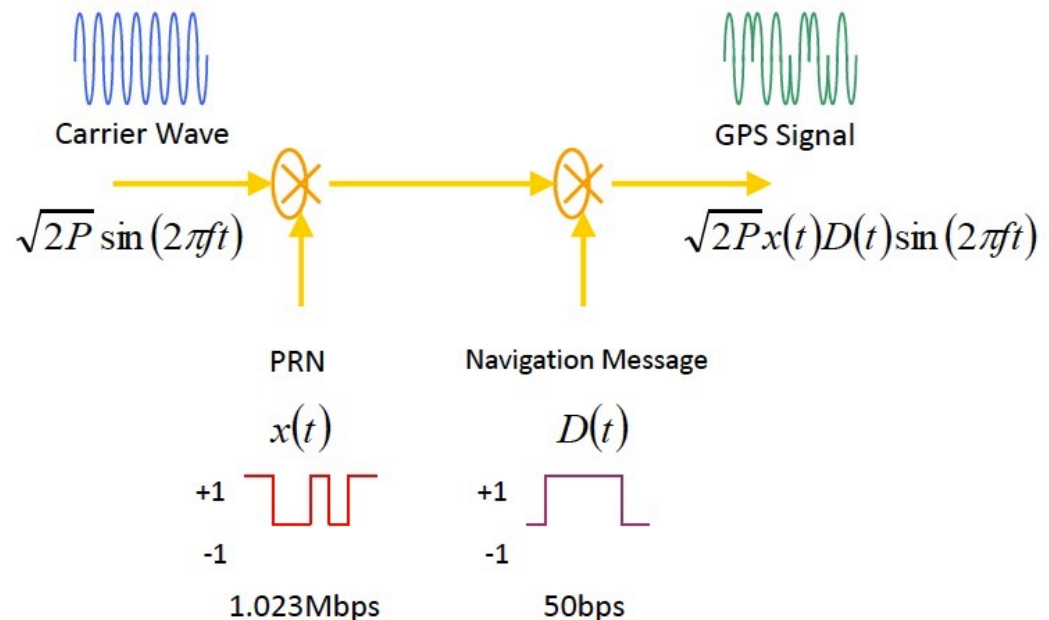 Carrier Wave
GPS Signal
√2P sin (2πft)
√2P x(t)D(t)sin (2πft)
PRN
Navigation Message
x(t)
D(t)
+1
-1
+1
-1
1.023Mbps
50bps